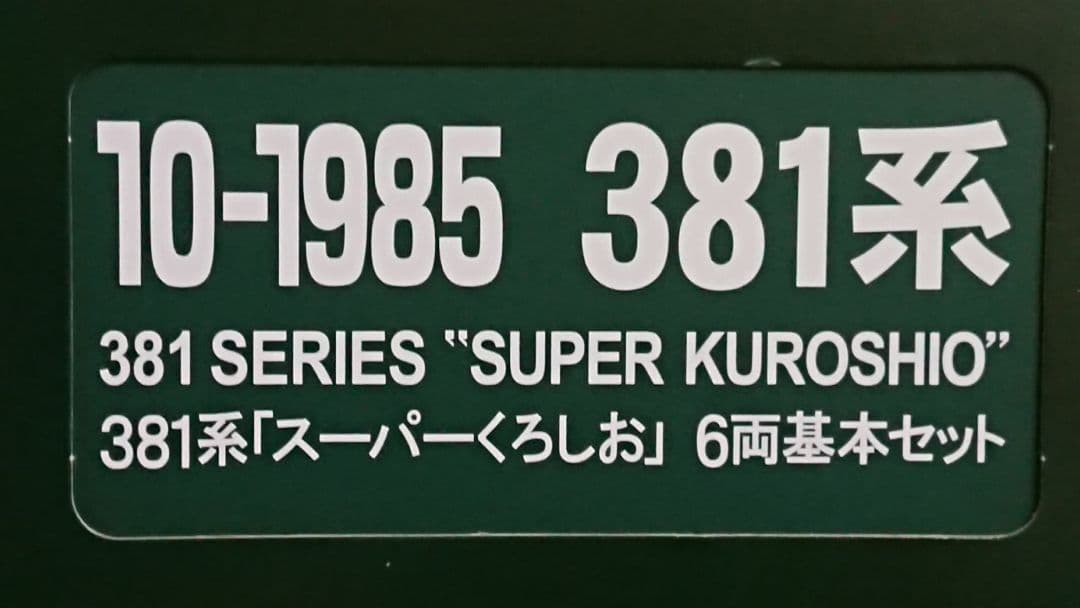 10-1985 381系
381 SERIES "SUPER KUROSHIO"
381系「スーパーくろしお」 6両基本セット